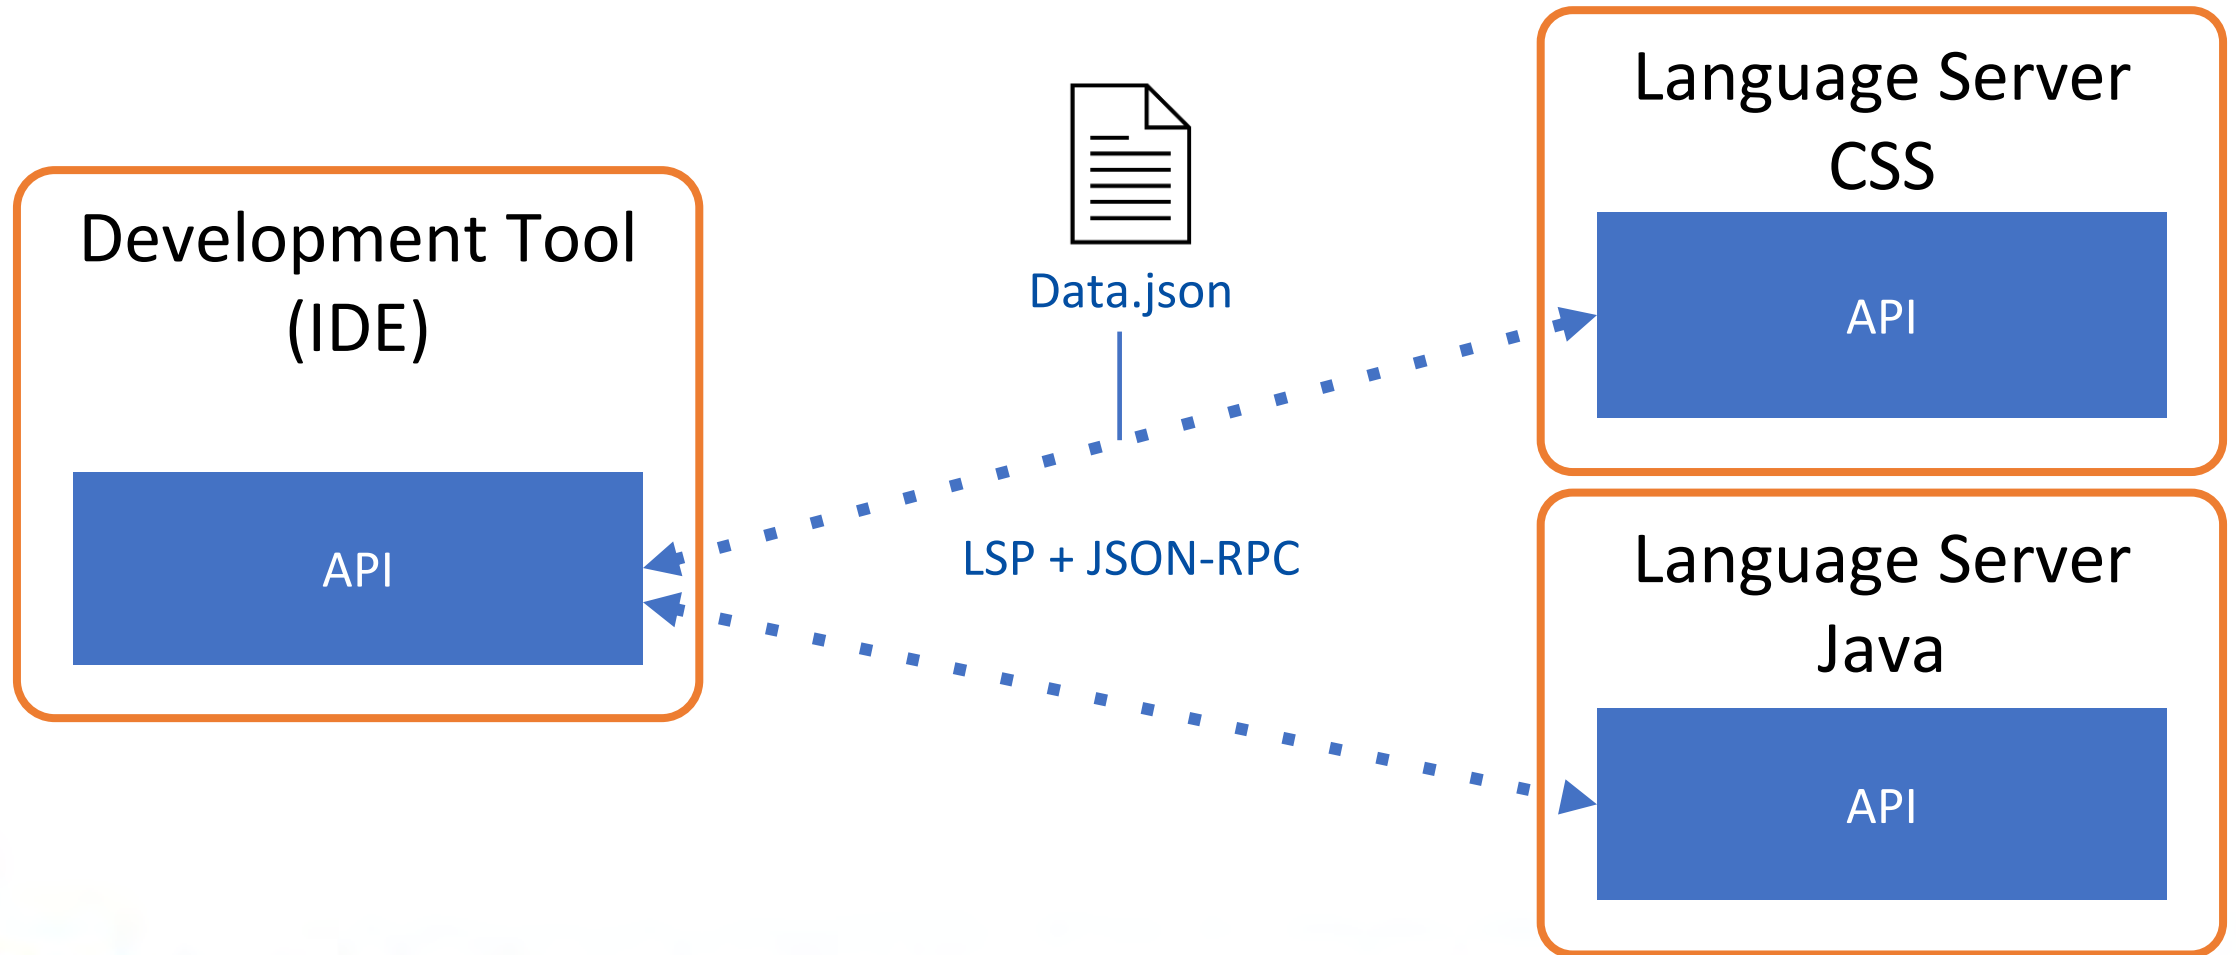 Development Tool
(IDE)
API
Data.json
LSP + JSON-RPC
Language Server
CSS
API
Language Server
Java
API